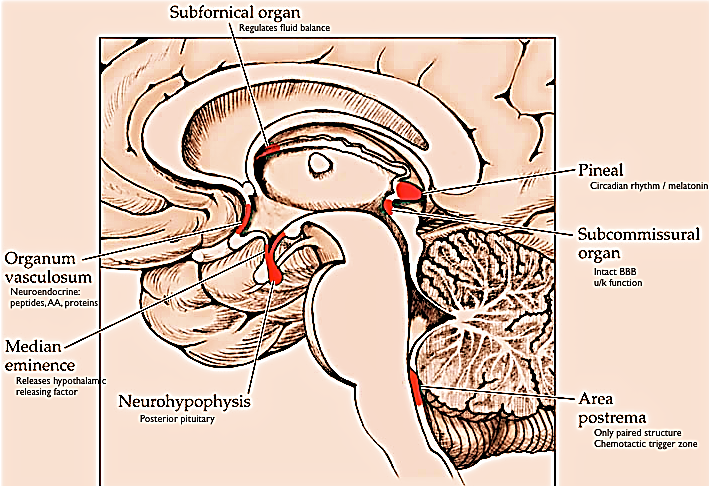 Subfornical organ
Regulates fluid balance
Pineal
Circadian rhythm / melatonin
Subcommissural
organ
Intact BBB
u/k function
Organum
vasculosum
Neuroendocrine:
peptides, AA, proteins
Median
eminence
Releases hypothalamic
releasing factor
Neurohypophysis
Posterior pituitary
Area
postrema
Only paired structure
Chemotactic trigger zone